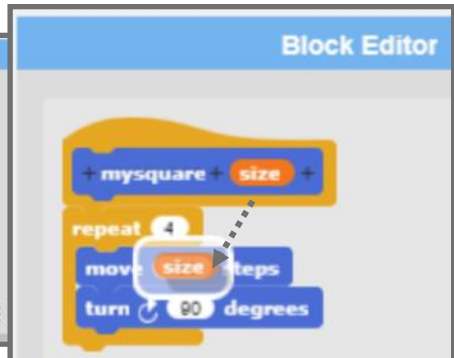 Block Editor
+ mysquare + size +
repeat 4
move size steps
turn 90 degrees